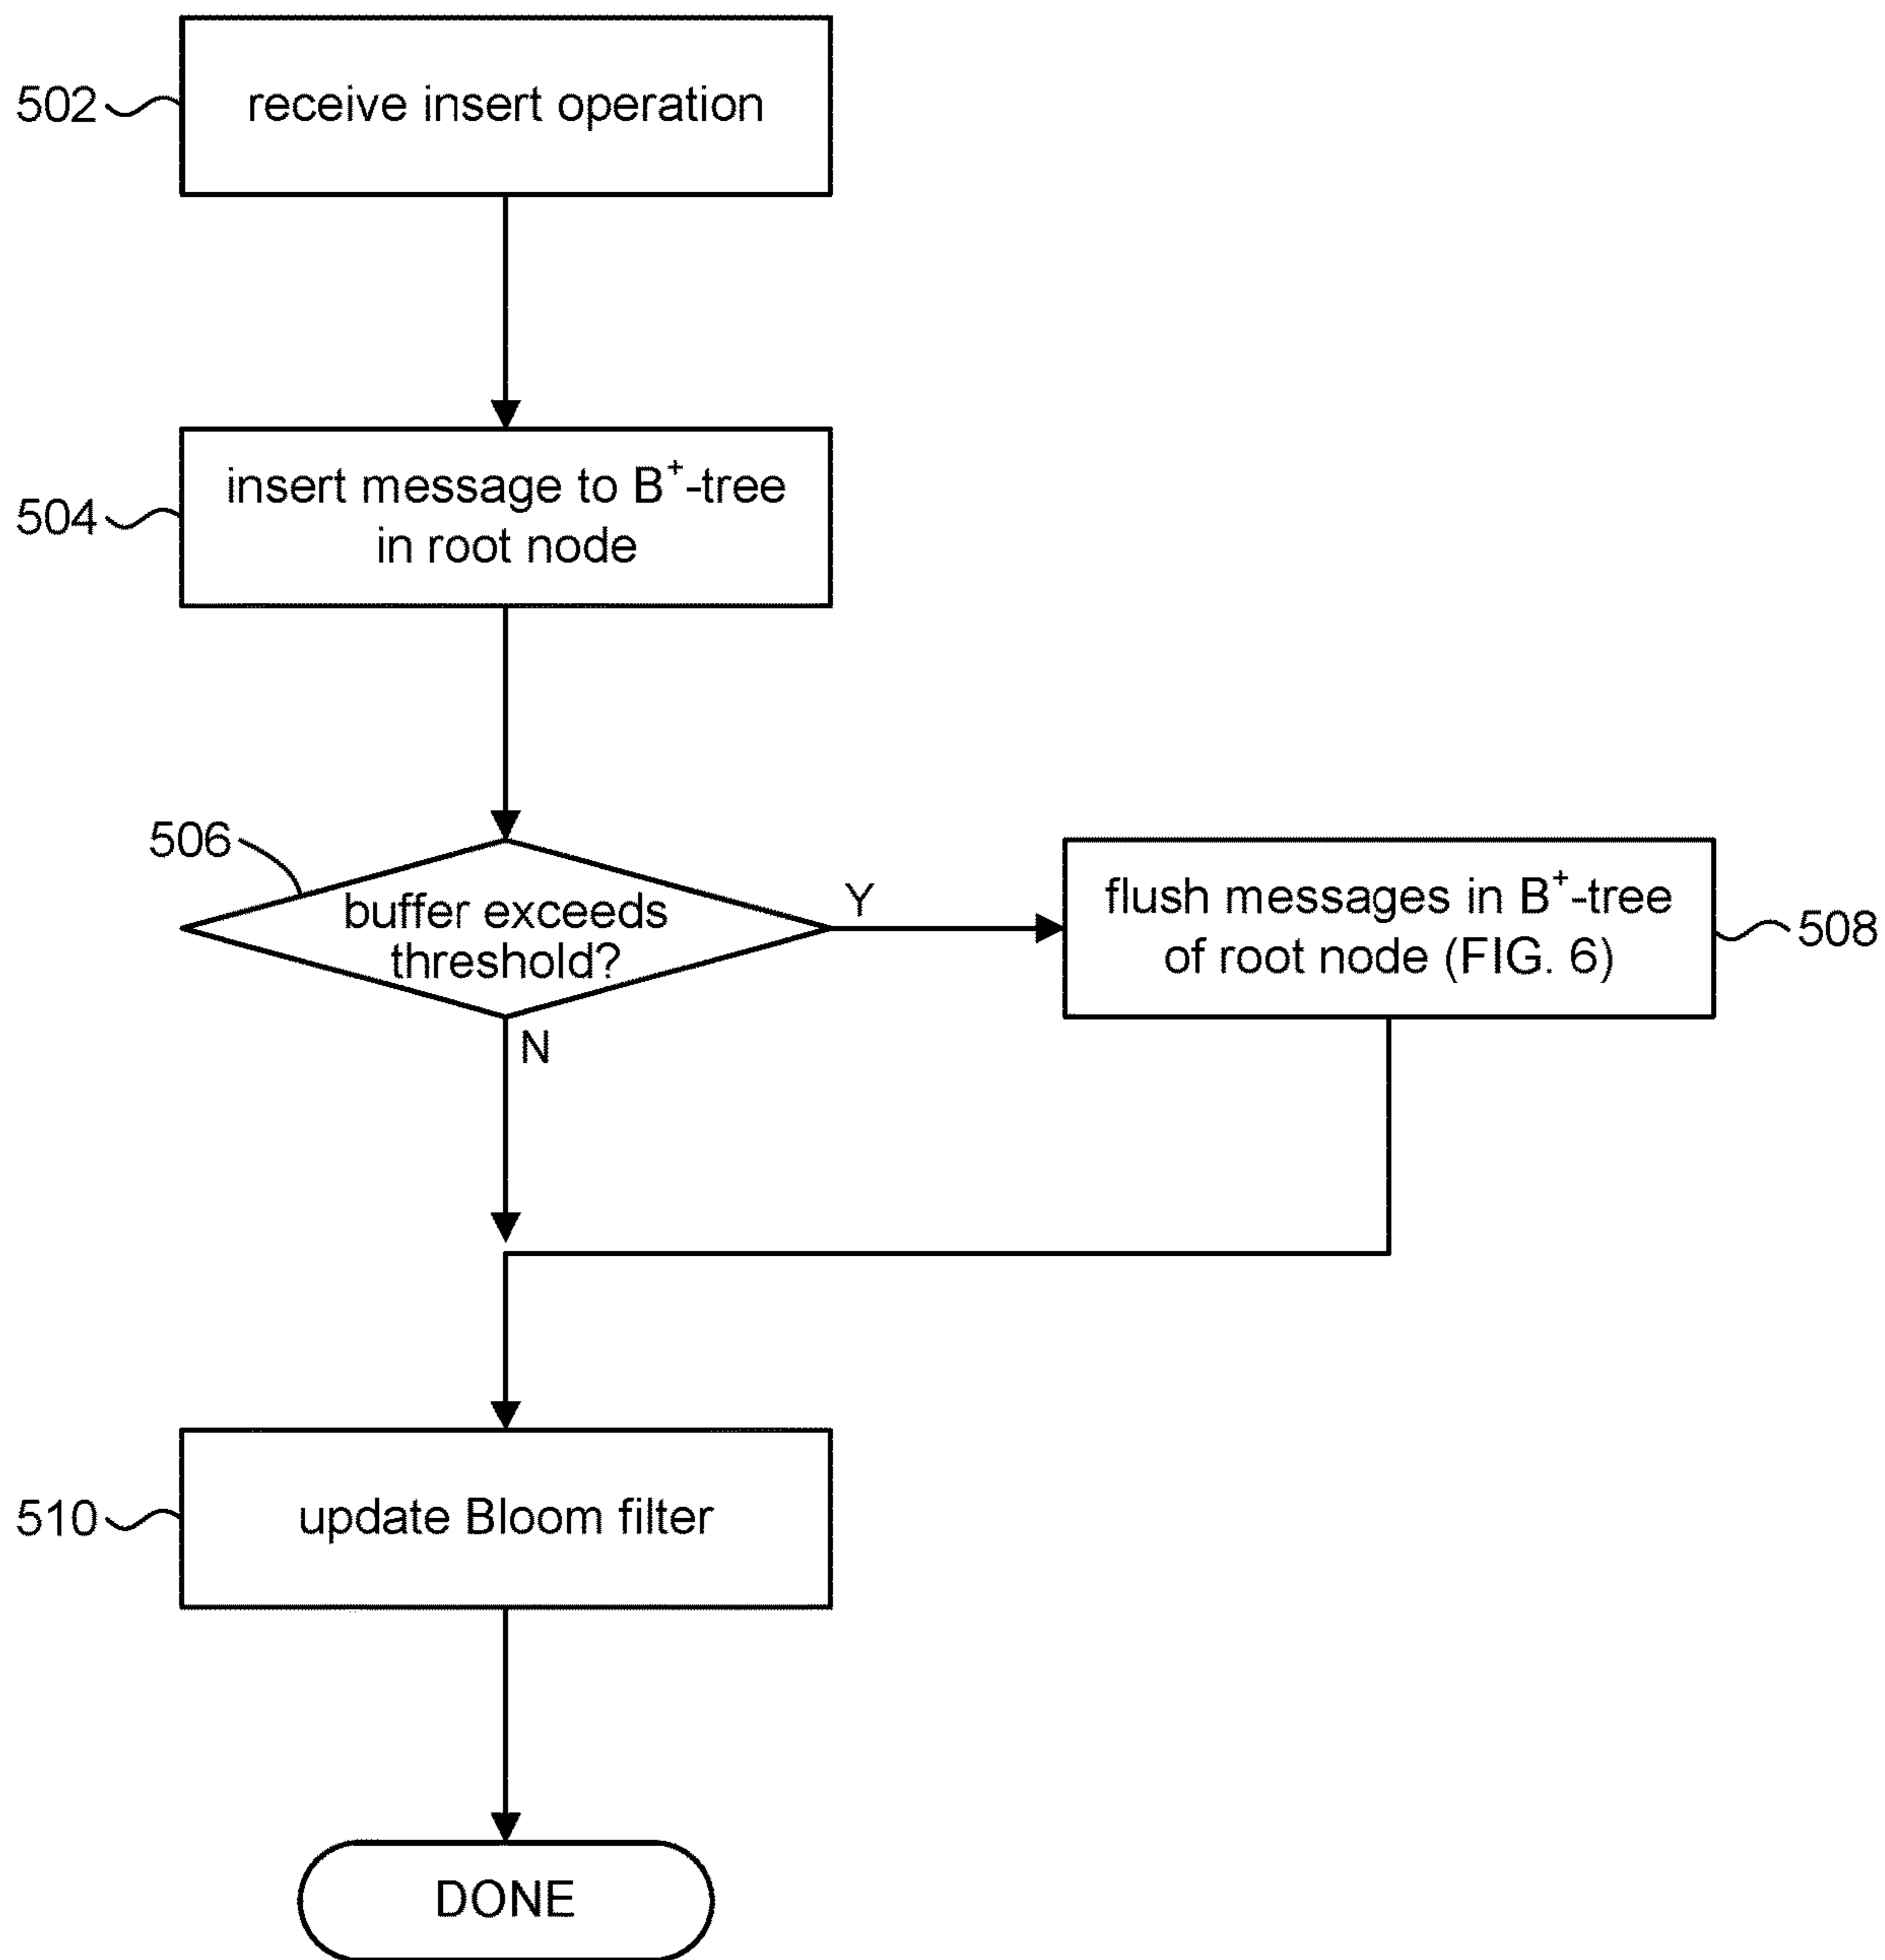 502
receive insert operation
504
insert message to B⁺-tree
in root node
506
buffer exceeds
threshold?
Y
N
flush messages in B⁺-tree
of root node (FIG. 6)
508
510
update Bloom filter
DONE